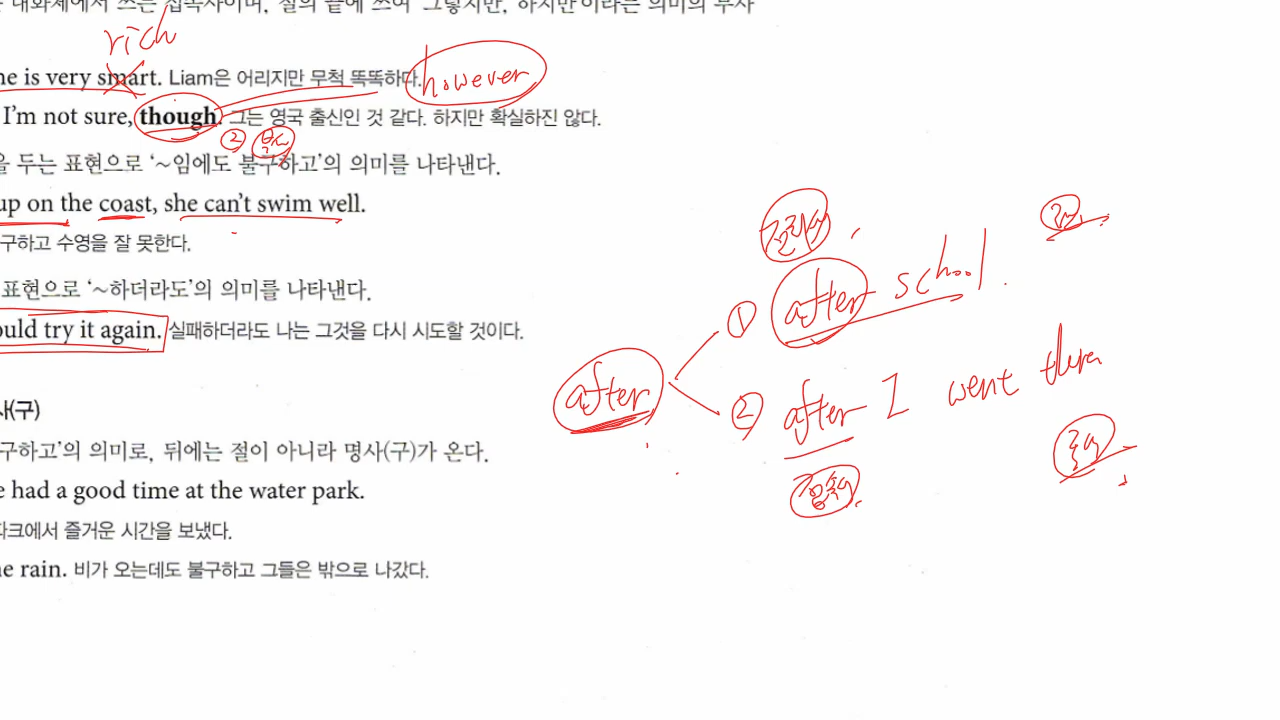 대화체에서 쓰는 접속사이며, 절의 끝에 쓰여 '그렇지만, 하지만'이라는 의미의 부사
rich
he is very smart. Liam은 어리지만 무척 똑똑하다.
however
I'm not sure, though. 그는 영국 출신인 것 같다. 하지만 확실하진 않다.
② 부사
을 두는 표현으로 '~임에도 불구하고'의 의미를 나타낸다.
up on the coast, she can't swim well.
구하고 수영을 잘 못한다.
전치사
① after school.
표현으로 '~하더라도'의 의미를 나타낸다.
ould try it again. 실패하더라도 나는 그것을 다시 시도할 것이다.
after
② after I went there
사(구)
접속사
구하고'의 의미로, 뒤에는 절이 아니라 명사(구)가 온다.
e had a good time at the water park.
파크에서 즐거운 시간을 보냈다.
he rain. 비가 오는데도 불구하고 그들은 밖으로 나갔다.